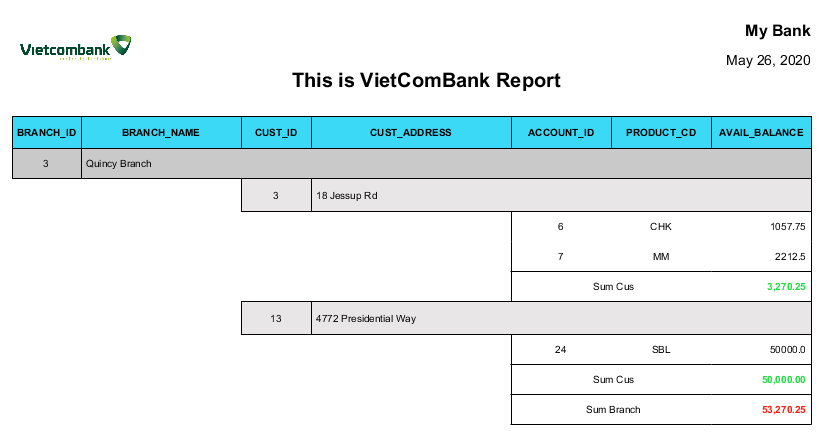 My Bank
Vietcombank
May 26, 2020
This is VietComBank Report
BRANCH_ID BRANCH_NAME CUST_ID CUST_ADDRESS ACCOUNT_ID PRODUCT_CD AVAIL_BALANCE
3 Quincy Branch
3 18 Jessup Rd
6 CHK 1057.75
7 MM 2212.5
Sum Cus 3,270.25
13 4772 Presidential Way
24 SBL 50000.0
Sum Cus 50,000.00
Sum Branch 53,270.25